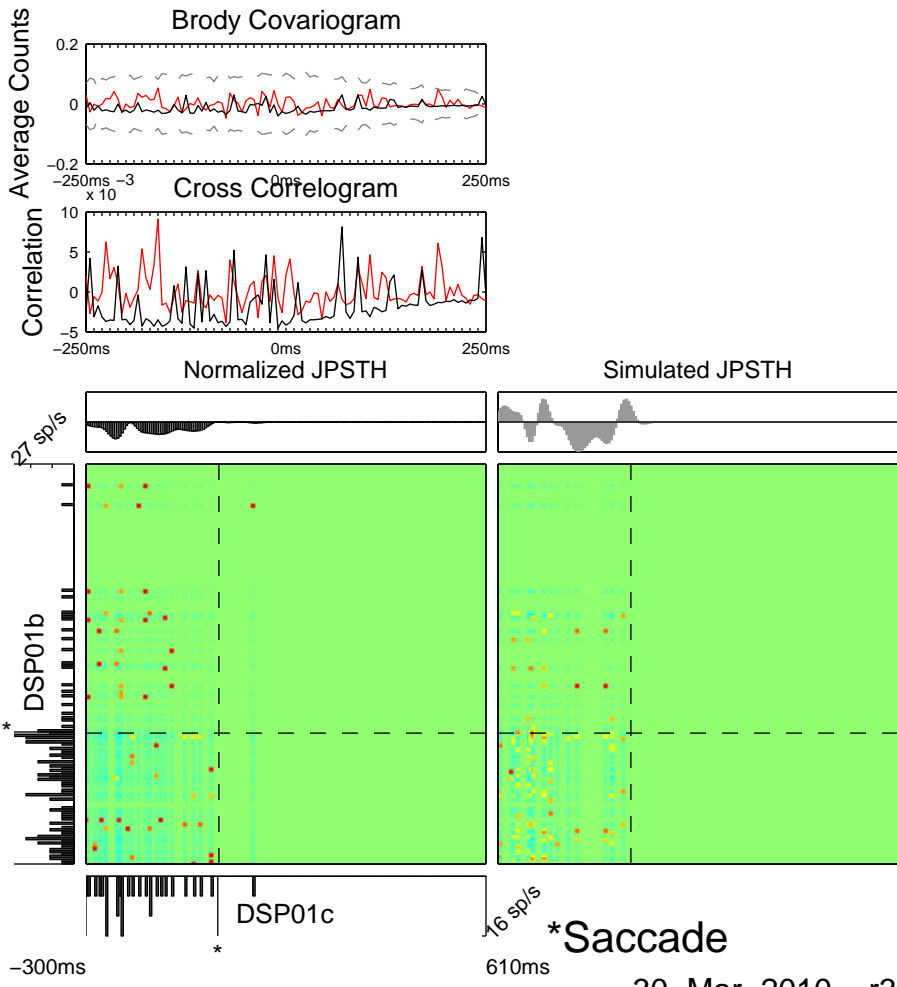 Brody Covariogram
Average Counts
0.2
0
−0.2
−250ms
0ms
250ms
Cross Correlogram
x 10 −3
Correlation
10
5
0
−5
−250ms
0ms
250ms
Normalized JPSTH
Simulated JPSTH
27 sp/s
DSP01b
*
DSP01c
16 sp/s
*
*Saccade
−300ms
610ms